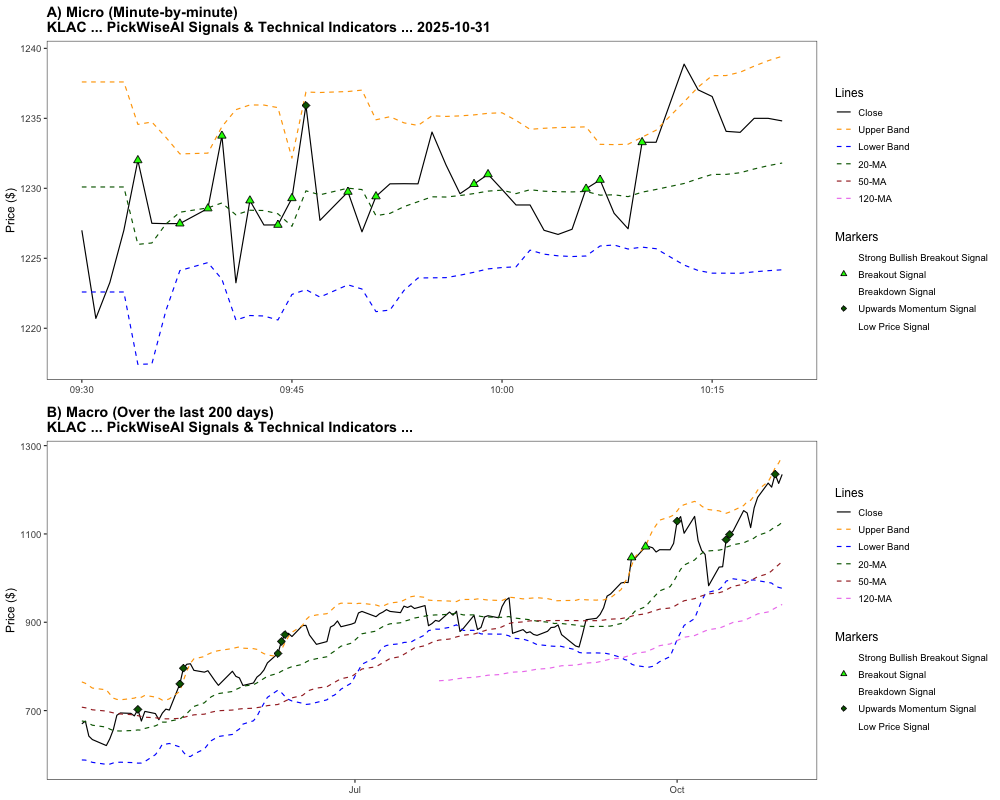 A) Micro (Minute-by-minute)
KLAC ... PickWiseAI Signals & Technical Indicators ... 2025-10-31
Price ($)
1240
1235
1230
1225
1220
09:30
09:45
10:00
10:15
Lines
Close
Upper Band
Lower Band
20-MA
50-MA
120-MA
Markers
Strong Bullish Breakout Signal
Breakout Signal
Breakdown Signal
Upwards Momentum Signal
Low Price Signal
B) Macro (Over the last 200 days)
KLAC ... PickWiseAI Signals & Technical Indicators ...
Price ($)
1300
1100
900
700
Jul
Oct
Lines
Close
Upper Band
Lower Band
20-MA
50-MA
120-MA
Markers
Strong Bullish Breakout Signal
Breakout Signal
Breakdown Signal
Upwards Momentum Signal
Low Price Signal